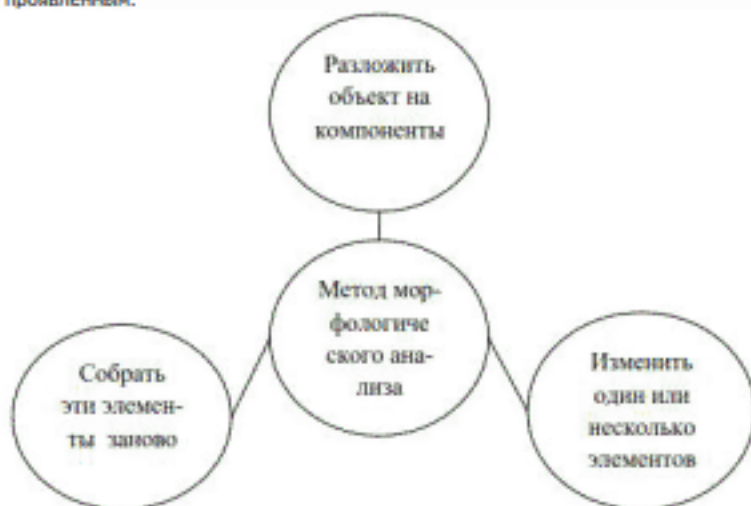 проявленным.
Разложить
объект на
компоненты
Метод мор-
фологиче
ского ана-
лиза
Собрать
эти элемен-
ты заново
Изменить
один или
несколько
элементов